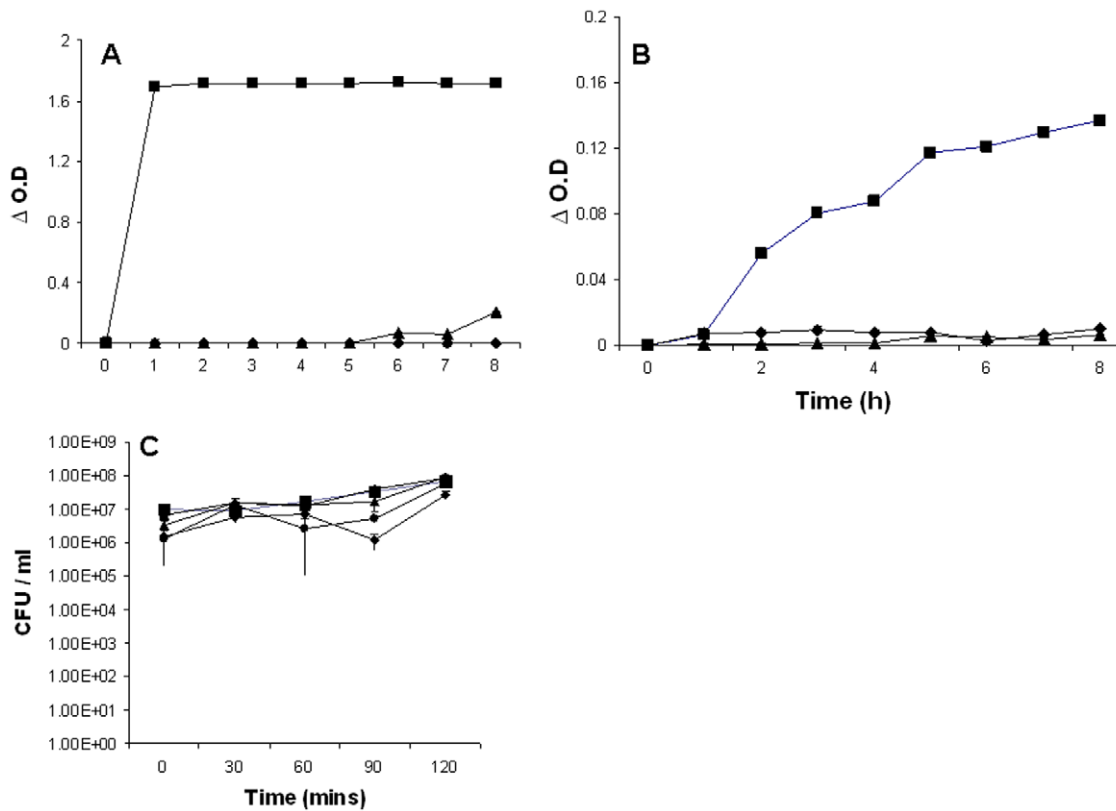 A
Δ O.D
2
1.6
1.2
0.8
0.4
0
0 1 2 3 4 5 6 7 8
B
Δ O.D
0.2
0.16
0.12
0.08
0.04
0
0 2 4 6 8
Time (h)
C
CFU / ml
1.00E+09
1.00E+08
1.00E+07
1.00E+06
1.00E+05
1.00E+04
1.00E+03
1.00E+02
1.00E+01
1.00E+00
0 30 60 90 120
Time (mins)